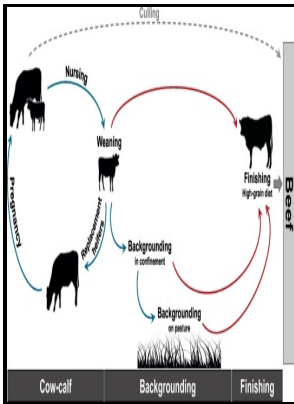 Culling
Nursing
Weaning
Pregnancy
Replacement
heifers
Finishing
High-grain diet
Beef
Backgrounding
in confinement
Backgrounding
on pasture
Cow-calf
Backgrounding
Finishing